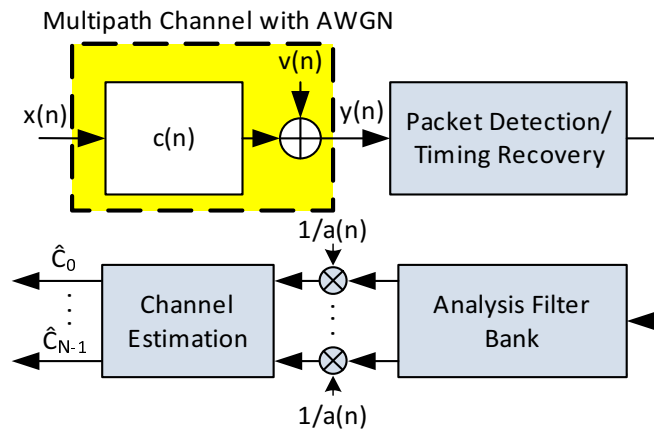 Multipath Channel with AWGN
v(n)
x(n)
c(n)
y(n)
Packet Detection/
Timing Recovery
1/a(n)
Ĉ0
Channel
Estimation
Analysis Filter
Bank
ĈN-1
1/a(n)